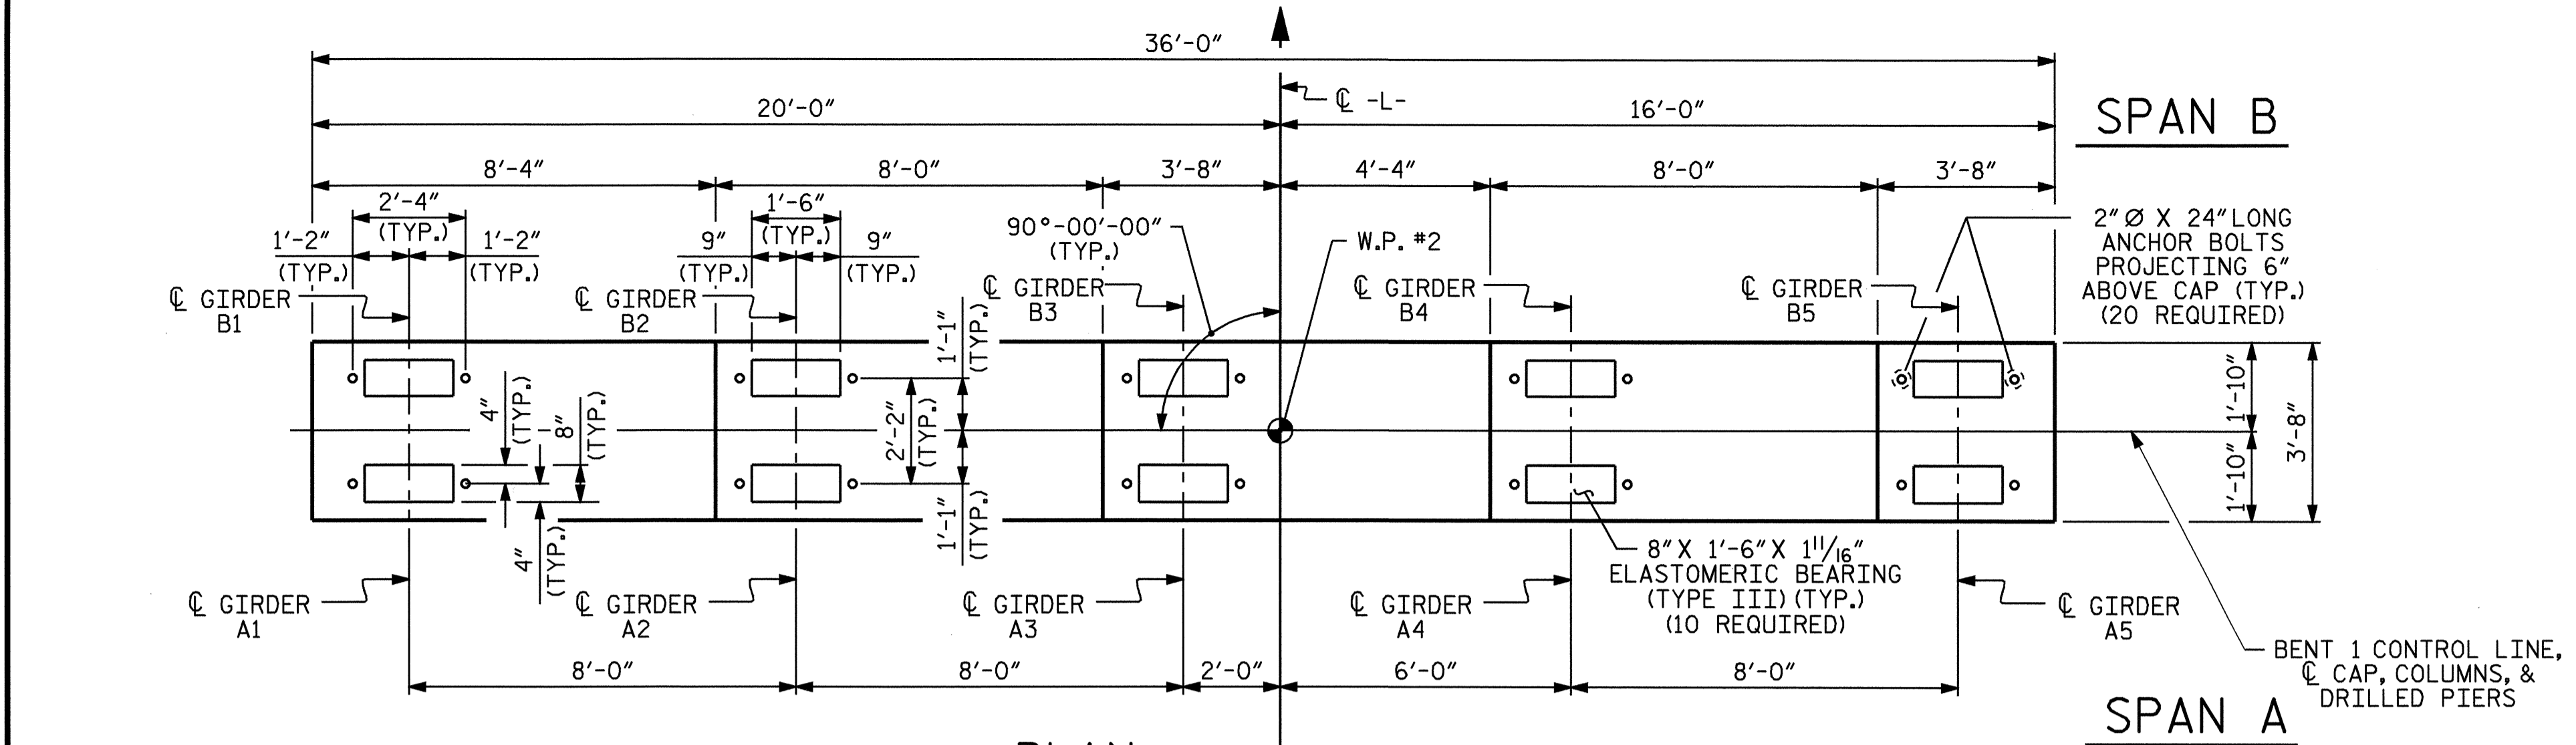 36'-0"
℄ -L-
20'-0"
16'-0"
SPAN B
8'-4"
8'-0"
3'-8"
4'-4"
8'-0"
3'-8"
2'-4"
(TYP.)
1'-2"
(TYP.)
1'-2"
(TYP.)
1'-6"
(TYP.)
9"
(TYP.)
9"
(TYP.)
90°-00'-00"
(TYP.)
W.P. #2
2"Ø X 24"LONG
ANCHOR BOLTS
PROJECTING 6"
ABOVE CAP (TYP.)
(20 REQUIRED)
℄ GIRDER
B1
℄ GIRDER
B2
℄ GIRDER
B3
℄ GIRDER
B4
℄ GIRDER
B5
1'-1"
(TYP.)
4"
(TYP.)
8"
(TYP.)
2'-2"
(TYP.)
1'-10"
3'-8"
1'-10"
4"
(TYP.)
1'-1"
(TYP.)
8"X 1'-6"X 1 11/16"
ELASTOMERIC BEARING
(TYPE III)(TYP.)
(10 REQUIRED)
℄ GIRDER
A1
℄ GIRDER
A2
℄ GIRDER
A3
℄ GIRDER
A4
℄ GIRDER
A5
BENT 1 CONTROL LINE,
℄ CAP, COLUMNS, &
DRILLED PIERS
8'-0"
8'-0"
2'-0"
6'-0"
8'-0"
SPAN A
PLAN